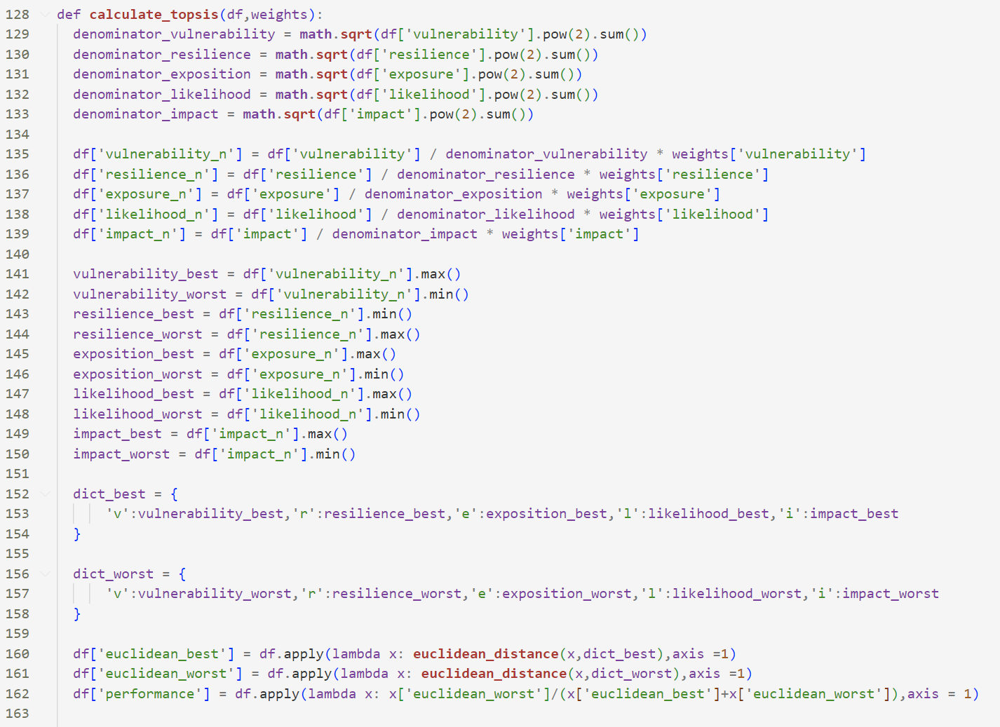 128 def calculate_topsis(df,weights):
129 denominator_vulnerability = math.sqrt(df['vulnerability'].pow(2).sum())
130 denominator_resilience = math.sqrt(df['resilience'].pow(2).sum())
131 denominator_exposition = math.sqrt(df['exposure'].pow(2).sum())
132 denominator_likelihood = math.sqrt(df['likelihood'].pow(2).sum())
133 denominator_impact = math.sqrt(df['impact'].pow(2).sum())
134
135 df['vulnerability_n'] = df['vulnerability'] / denominator_vulnerability * weights['vulnerability']
136 df['resilience_n'] = df['resilience'] / denominator_resilience * weights['resilience']
137 df['exposure_n'] = df['exposure'] / denominator_exposition * weights['exposure']
138 df['likelihood_n'] = df['likelihood'] / denominator_likelihood * weights['likelihood']
139 df['impact_n'] = df['impact'] / denominator_impact * weights['impact']
140
141 vulnerability_best = df['vulnerability_n'].max()
142 vulnerability_worst = df['vulnerability_n'].min()
143 resilience_best = df['resilience_n'].min()
144 resilience_worst = df['resilience_n'].max()
145 exposition_best = df['exposure_n'].max()
146 exposition_worst = df['exposure_n'].min()
147 likelihood_best = df['likelihood_n'].max()
148 likelihood_worst = df['likelihood_n'].min()
149 impact_best = df['impact_n'].max()
150 impact_worst = df['impact_n'].min()
151
152 dict_best = {
153 'v':vulnerability_best,'r':resilience_best,'e':exposition_best,'l':likelihood_best,'i':impact_best
154 }
155
156 dict_worst = {
157 'v':vulnerability_worst,'r':resilience_worst,'e':exposition_worst,'l':likelihood_worst,'i':impact_worst
158 }
159
160 df['euclidean_best'] = df.apply(lambda x: euclidean_distance(x,dict_best),axis =1)
161 df['euclidean_worst'] = df.apply(lambda x: euclidean_distance(x,dict_worst),axis =1)
162 df['performance'] = df.apply(lambda x: x['euclidean_worst']/(x['euclidean_best']+x['euclidean_worst']),axis = 1)
163